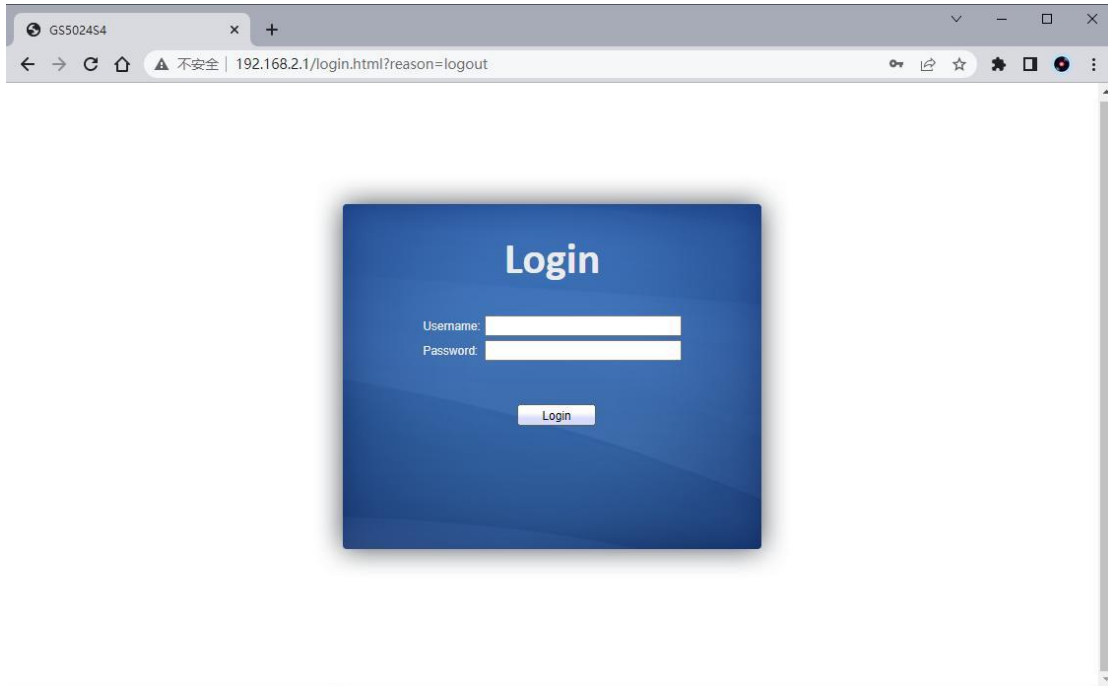 GS5024S4
不安全 192.168.2.1/login.html?reason=logout
Login
Username:
Password:
Login